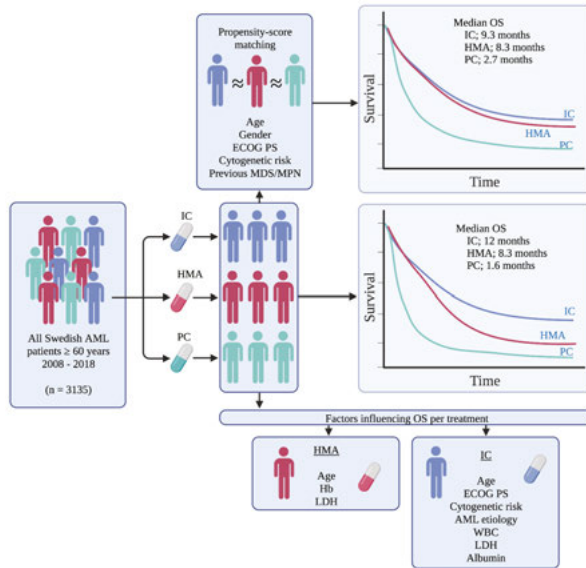 Propensity-score
matching
≈ ≈
Age
Gender
ECOG PS
Cytogenetic risk
Previous MDS/MPN
Median OS
IC; 9.3 months
HMA; 8.3 months
PC; 2.7 months
Survival
IC
HMA
PC
Time
All Swedish AML
patients ≥ 60 years
2008 - 2018
(n = 3135)
IC
HMA
PC
Median OS
IC; 12 months
HMA; 8.3 months
PC; 1.6 months
Survival
IC
HMA
PC
Time
Factors influencing OS per treatment
HMA
Age
Hb
LDH
IC
Age
ECOG PS
Cytogenetic risk
AML etiology
WBC
LDH
Albumin